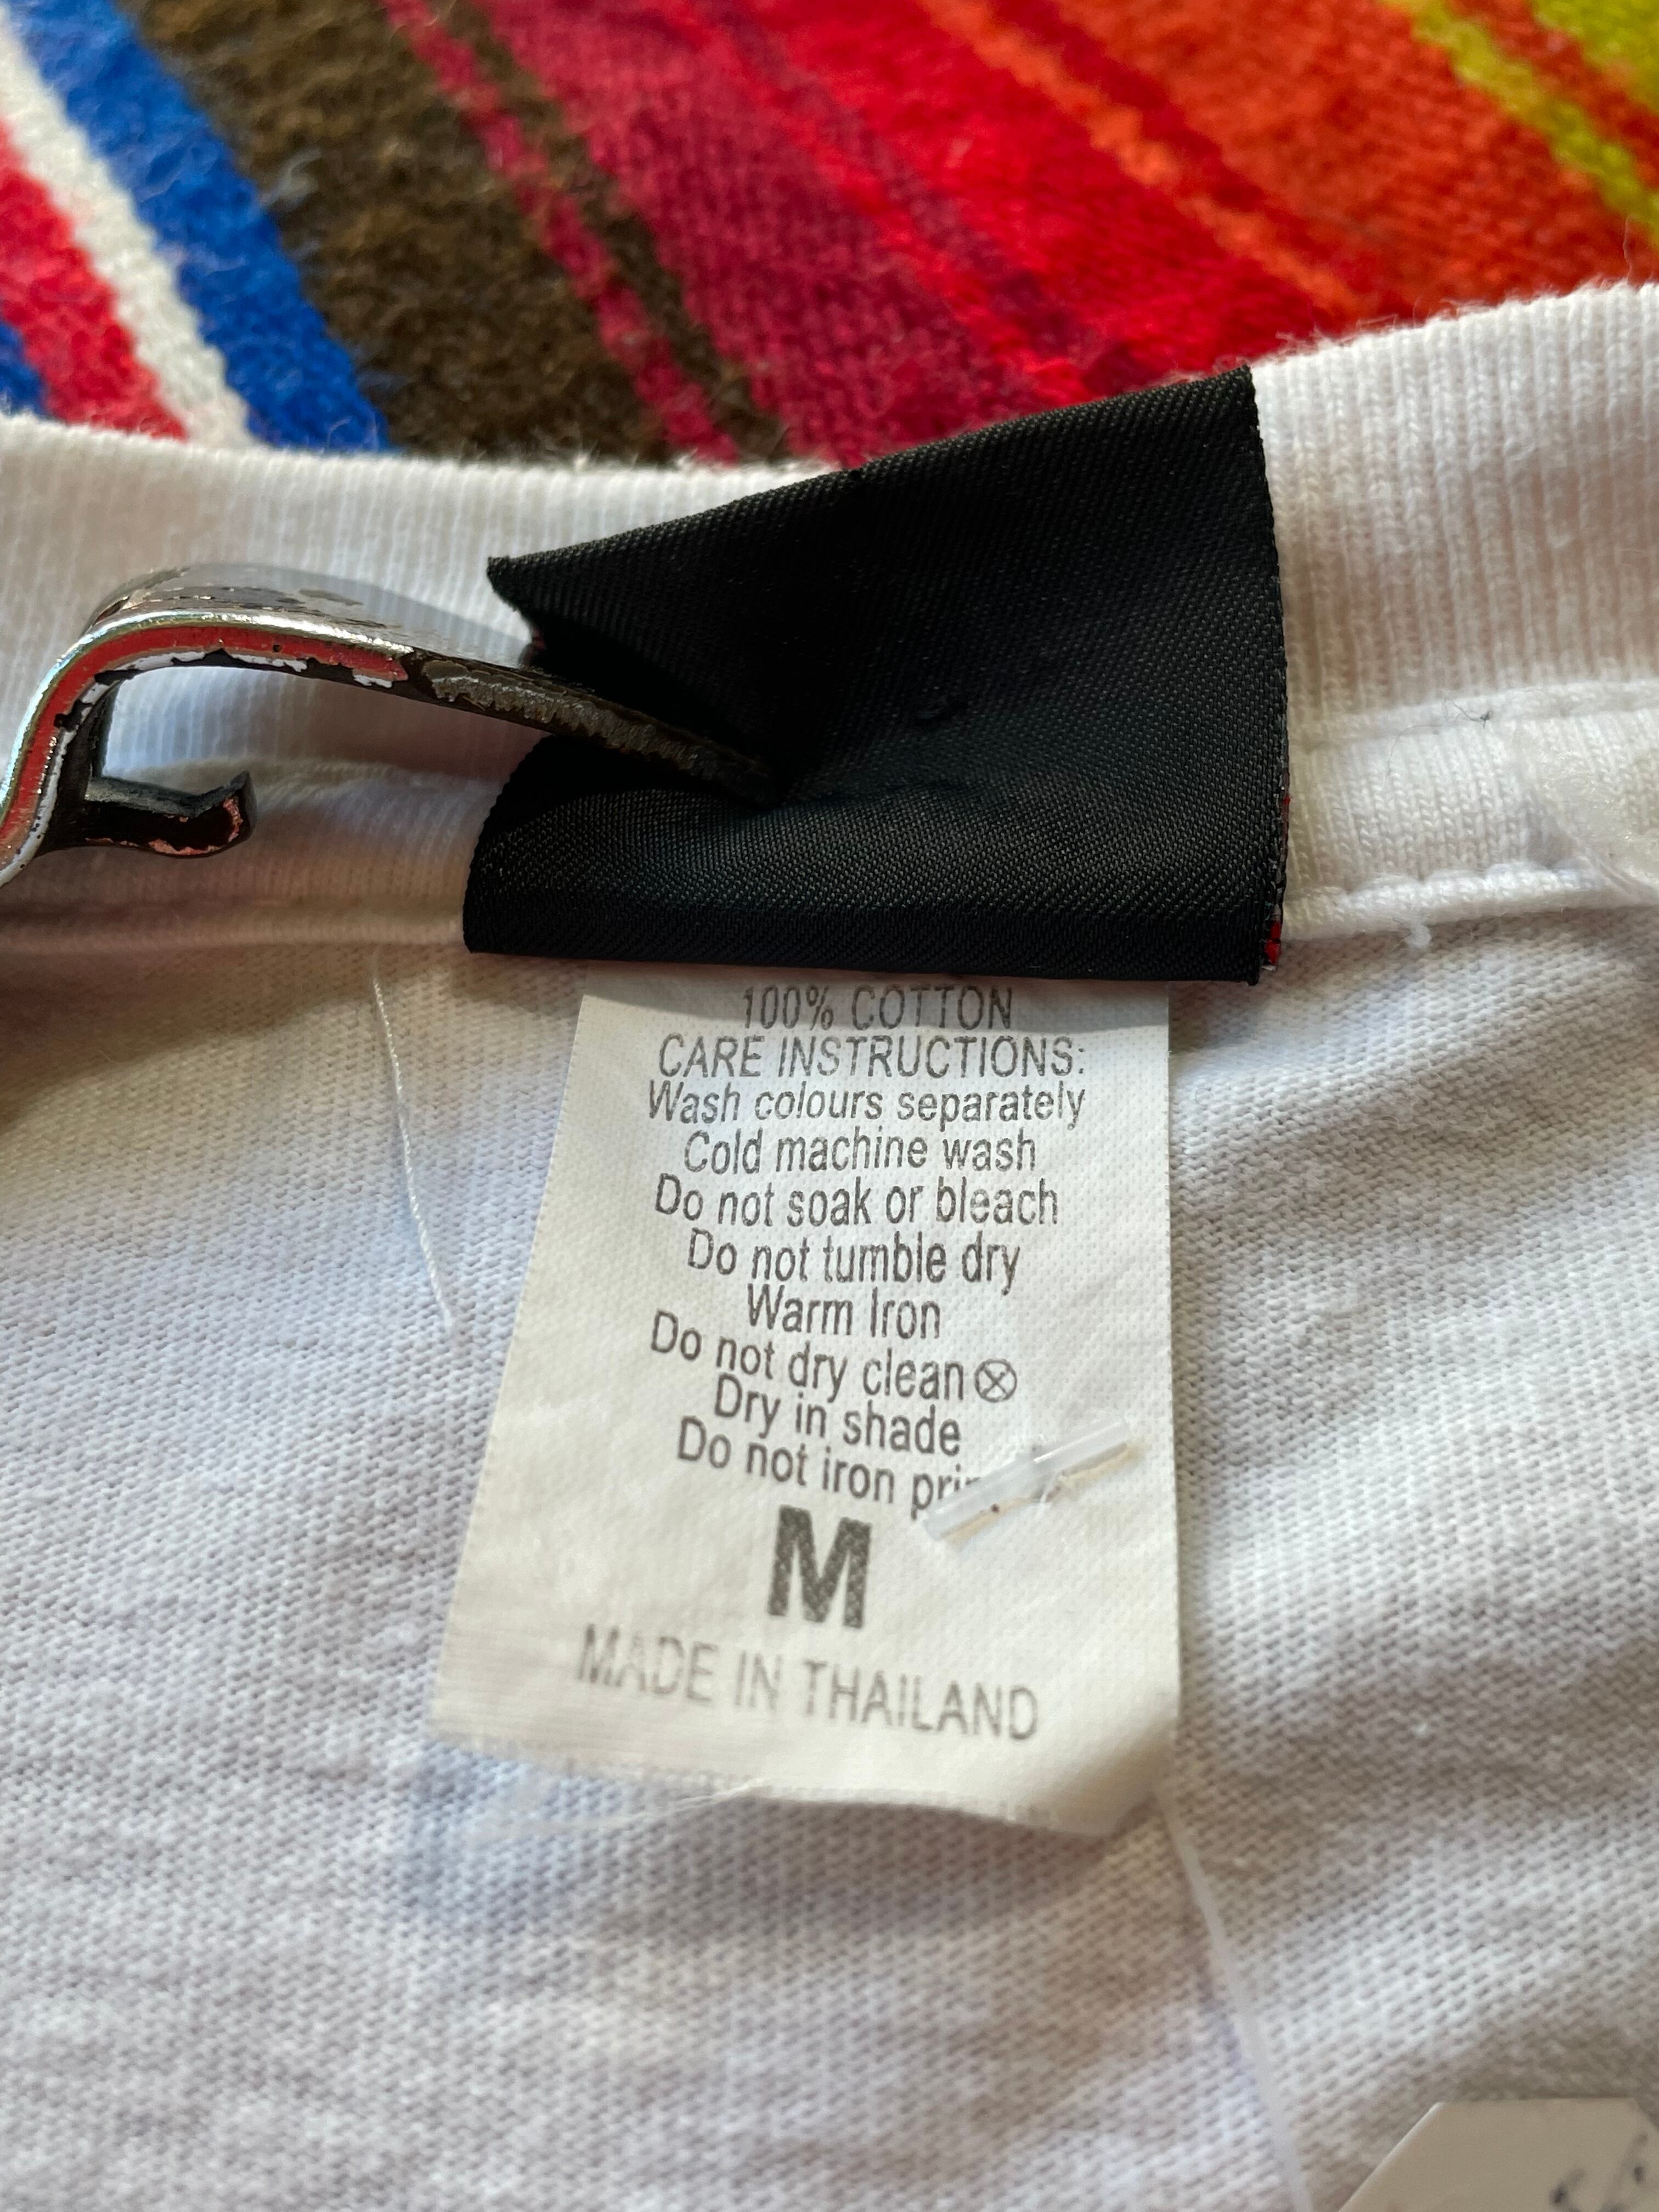 100% COTTON
CARE INSTRUCTIONS:
Wash colours separately
Cold machine wash
Do not soak or bleach
Do not tumble dry
Warm Iron
Do not dry clean ⓧ
Dry in shade
Do not iron
M
MADE IN THAILAND